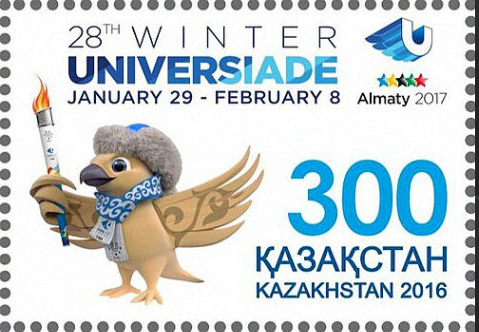 28TH WINTER
UNIVERSIADE
JANUARY 29 - FEBRUARY 8
U
Almaty 2017
300
ҚАЗАҚСТАН
KAZAKHSTAN 2016